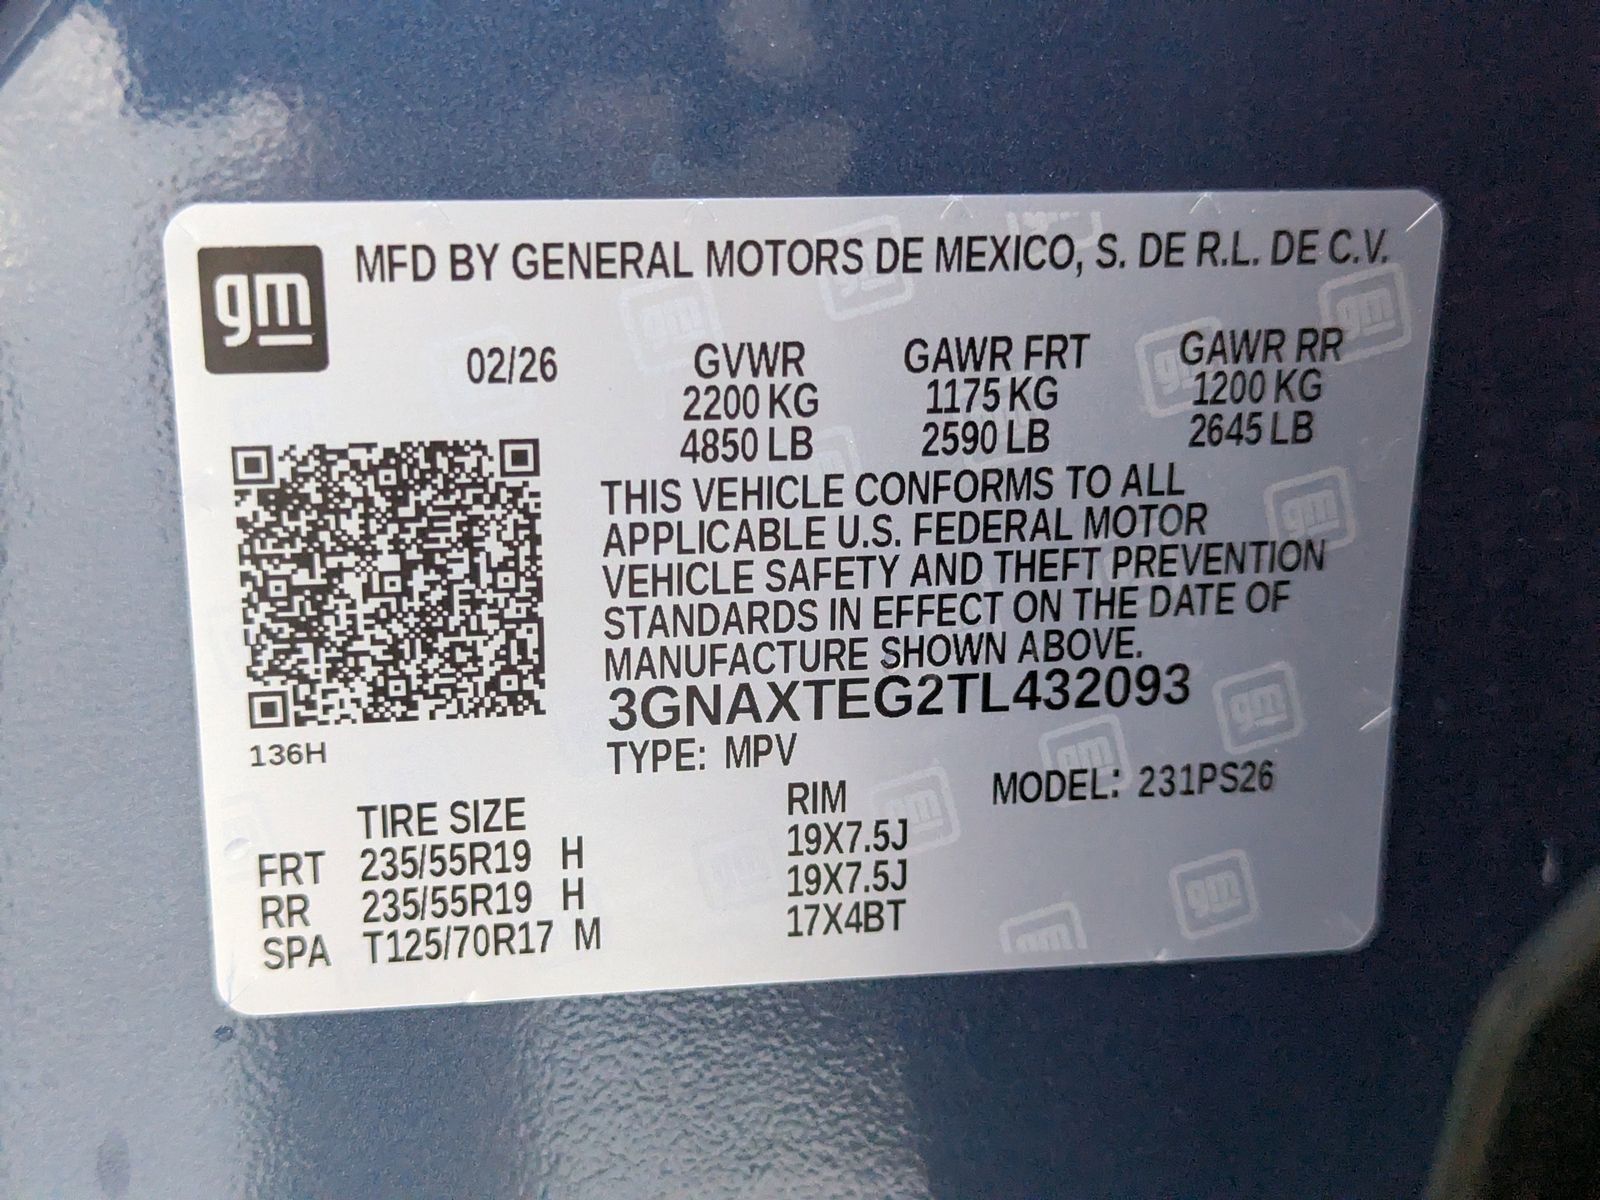 gm MFD BY GENERAL MOTORS DE MEXICO, S. DE R.L. DE C.V.
02/26 GVWR GAWR FRT GAWR RR
2200 KG 1175 KG 1200 KG
4850 LB 2590 LB 2645 LB
THIS VEHICLE CONFORMS TO ALL
APPLICABLE U.S. FEDERAL MOTOR
VEHICLE SAFETY AND THEFT PREVENTION
STANDARDS IN EFFECT ON THE DATE OF
MANUFACTURE SHOWN ABOVE.
3GNAXTEG2TL432093
136H
TYPE: MPV
MODEL: 231PS26
TIRE SIZE RIM
FRT 235/55R19 H 19X7.5J
RR 235/55R19 H 19X7.5J
SPA T125/70R17 M 17X4BT